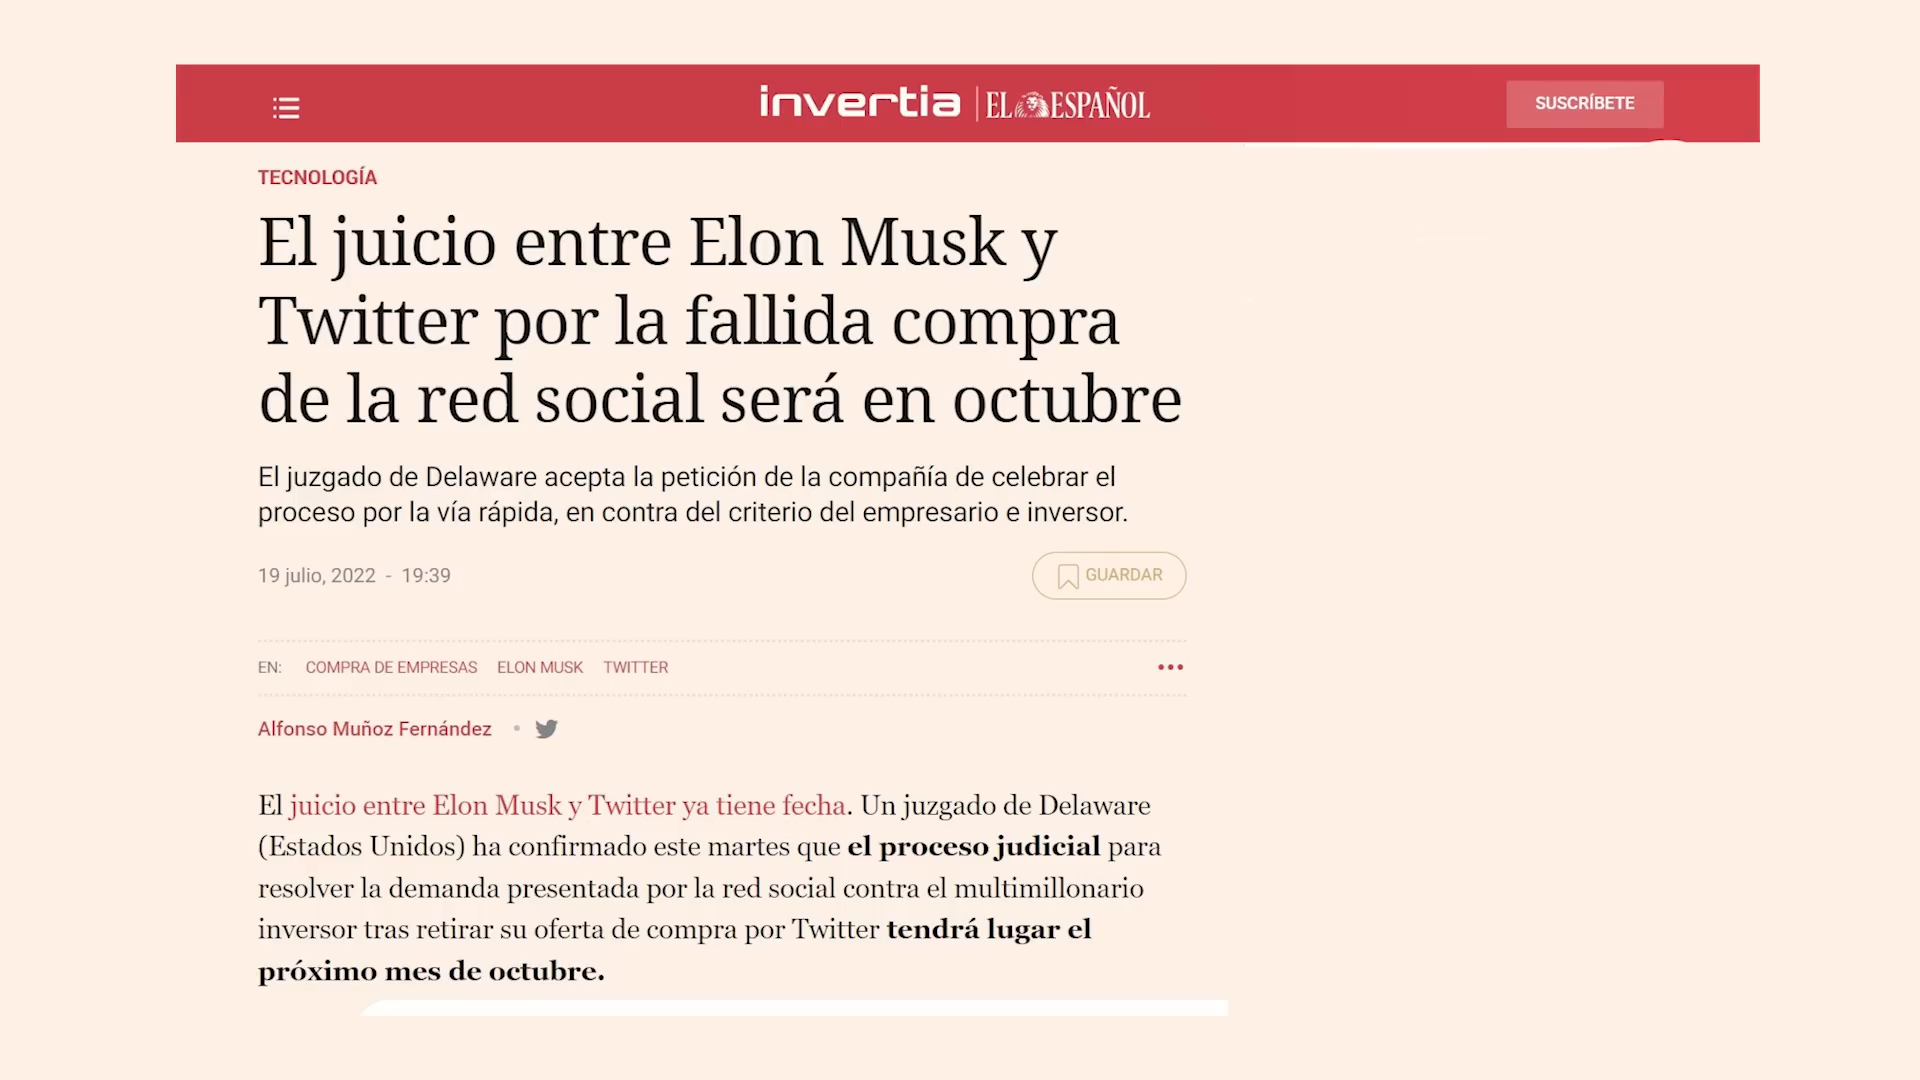 invertia | EL ESPAÑOL
SUSCRÍBETE
TECNOLOGÍA
El juicio entre Elon Musk y
Twitter por la fallida compra
de la red social será en octubre
El juzgado de Delaware acepta la petición de la compañía de celebrar el
proceso por la vía rápida, en contra del criterio del empresario e inversor.
19 julio, 2022 - 19:39
GUARDAR
EN: COMPRA DE EMPRESAS ELON MUSK TWITTER
Alfonso Muñoz Fernández
El juicio entre Elon Musk y Twitter ya tiene fecha. Un juzgado de Delaware
(Estados Unidos) ha confirmado este martes que el proceso judicial para
resolver la demanda presentada por la red social contra el multimillonario
inversor tras retirar su oferta de compra por Twitter tendrá lugar el
próximo mes de octubre.